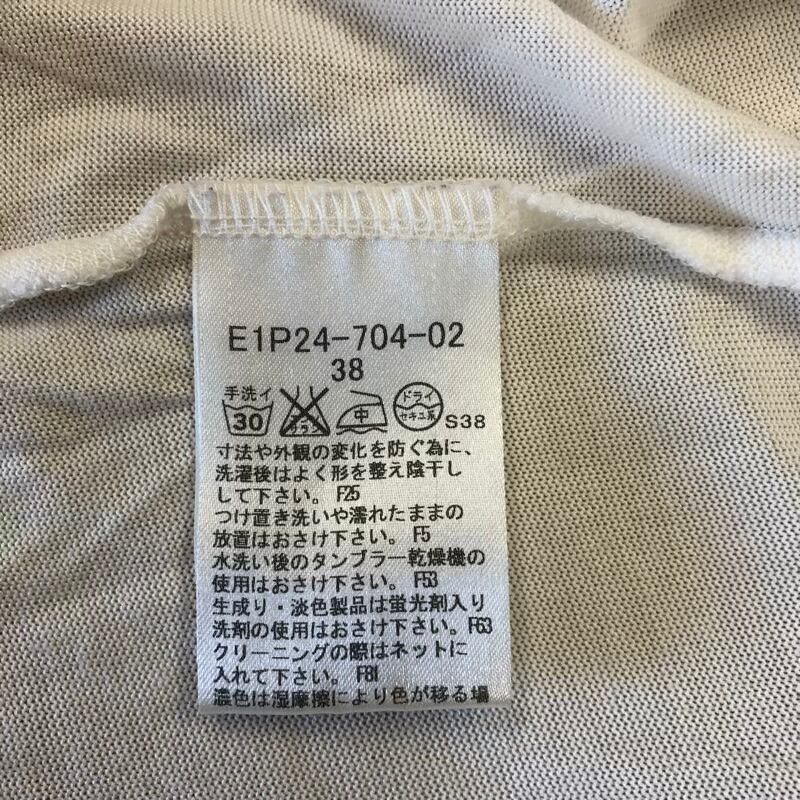 E1P24-704-02
38
手洗イ
30 エンソサラシ 中 ドライ セキユ系 S38
寸法や外観の変化を防ぐ為に、
洗濯後はよく形を整え陰干し
して下さい。F25
つけ置き洗いや濡れたままの
放置はおさけ下さい。F5
水洗い後のタンブラー乾燥機の
使用はおさけ下さい。F53
生成り・淡色製品は蛍光剤入り
洗剤の使用はおさけ下さい。F63
クリーニングの際はネットに
入れて下さい。F81
濃色は湿摩擦により色が移る場